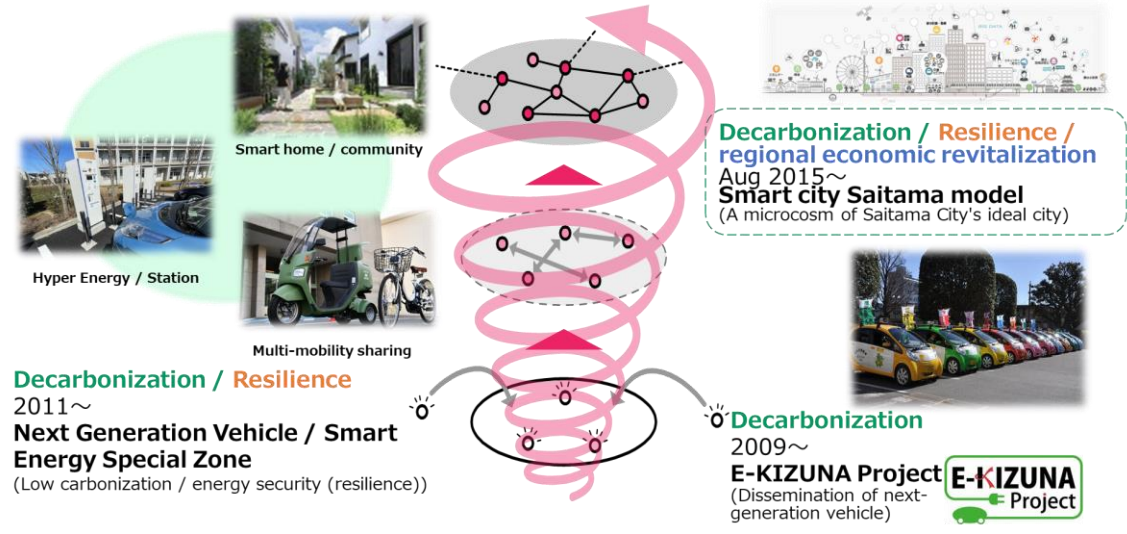 Smart home / community
Hyper Energy / Station
Multi-mobility sharing
Decarbonization / Resilience
2011～
Next Generation Vehicle / Smart
Energy Special Zone
(Low carbonization / energy security (resilience))
Decarbonization / Resilience /
regional economic revitalization
Aug 2015～
Smart city Saitama model
(A microcosm of Saitama City's ideal city)
Decarbonization
2009～
E-KIZUNA Project
(Dissemination of next-
generation vehicle)
E-KIZUNA
Project